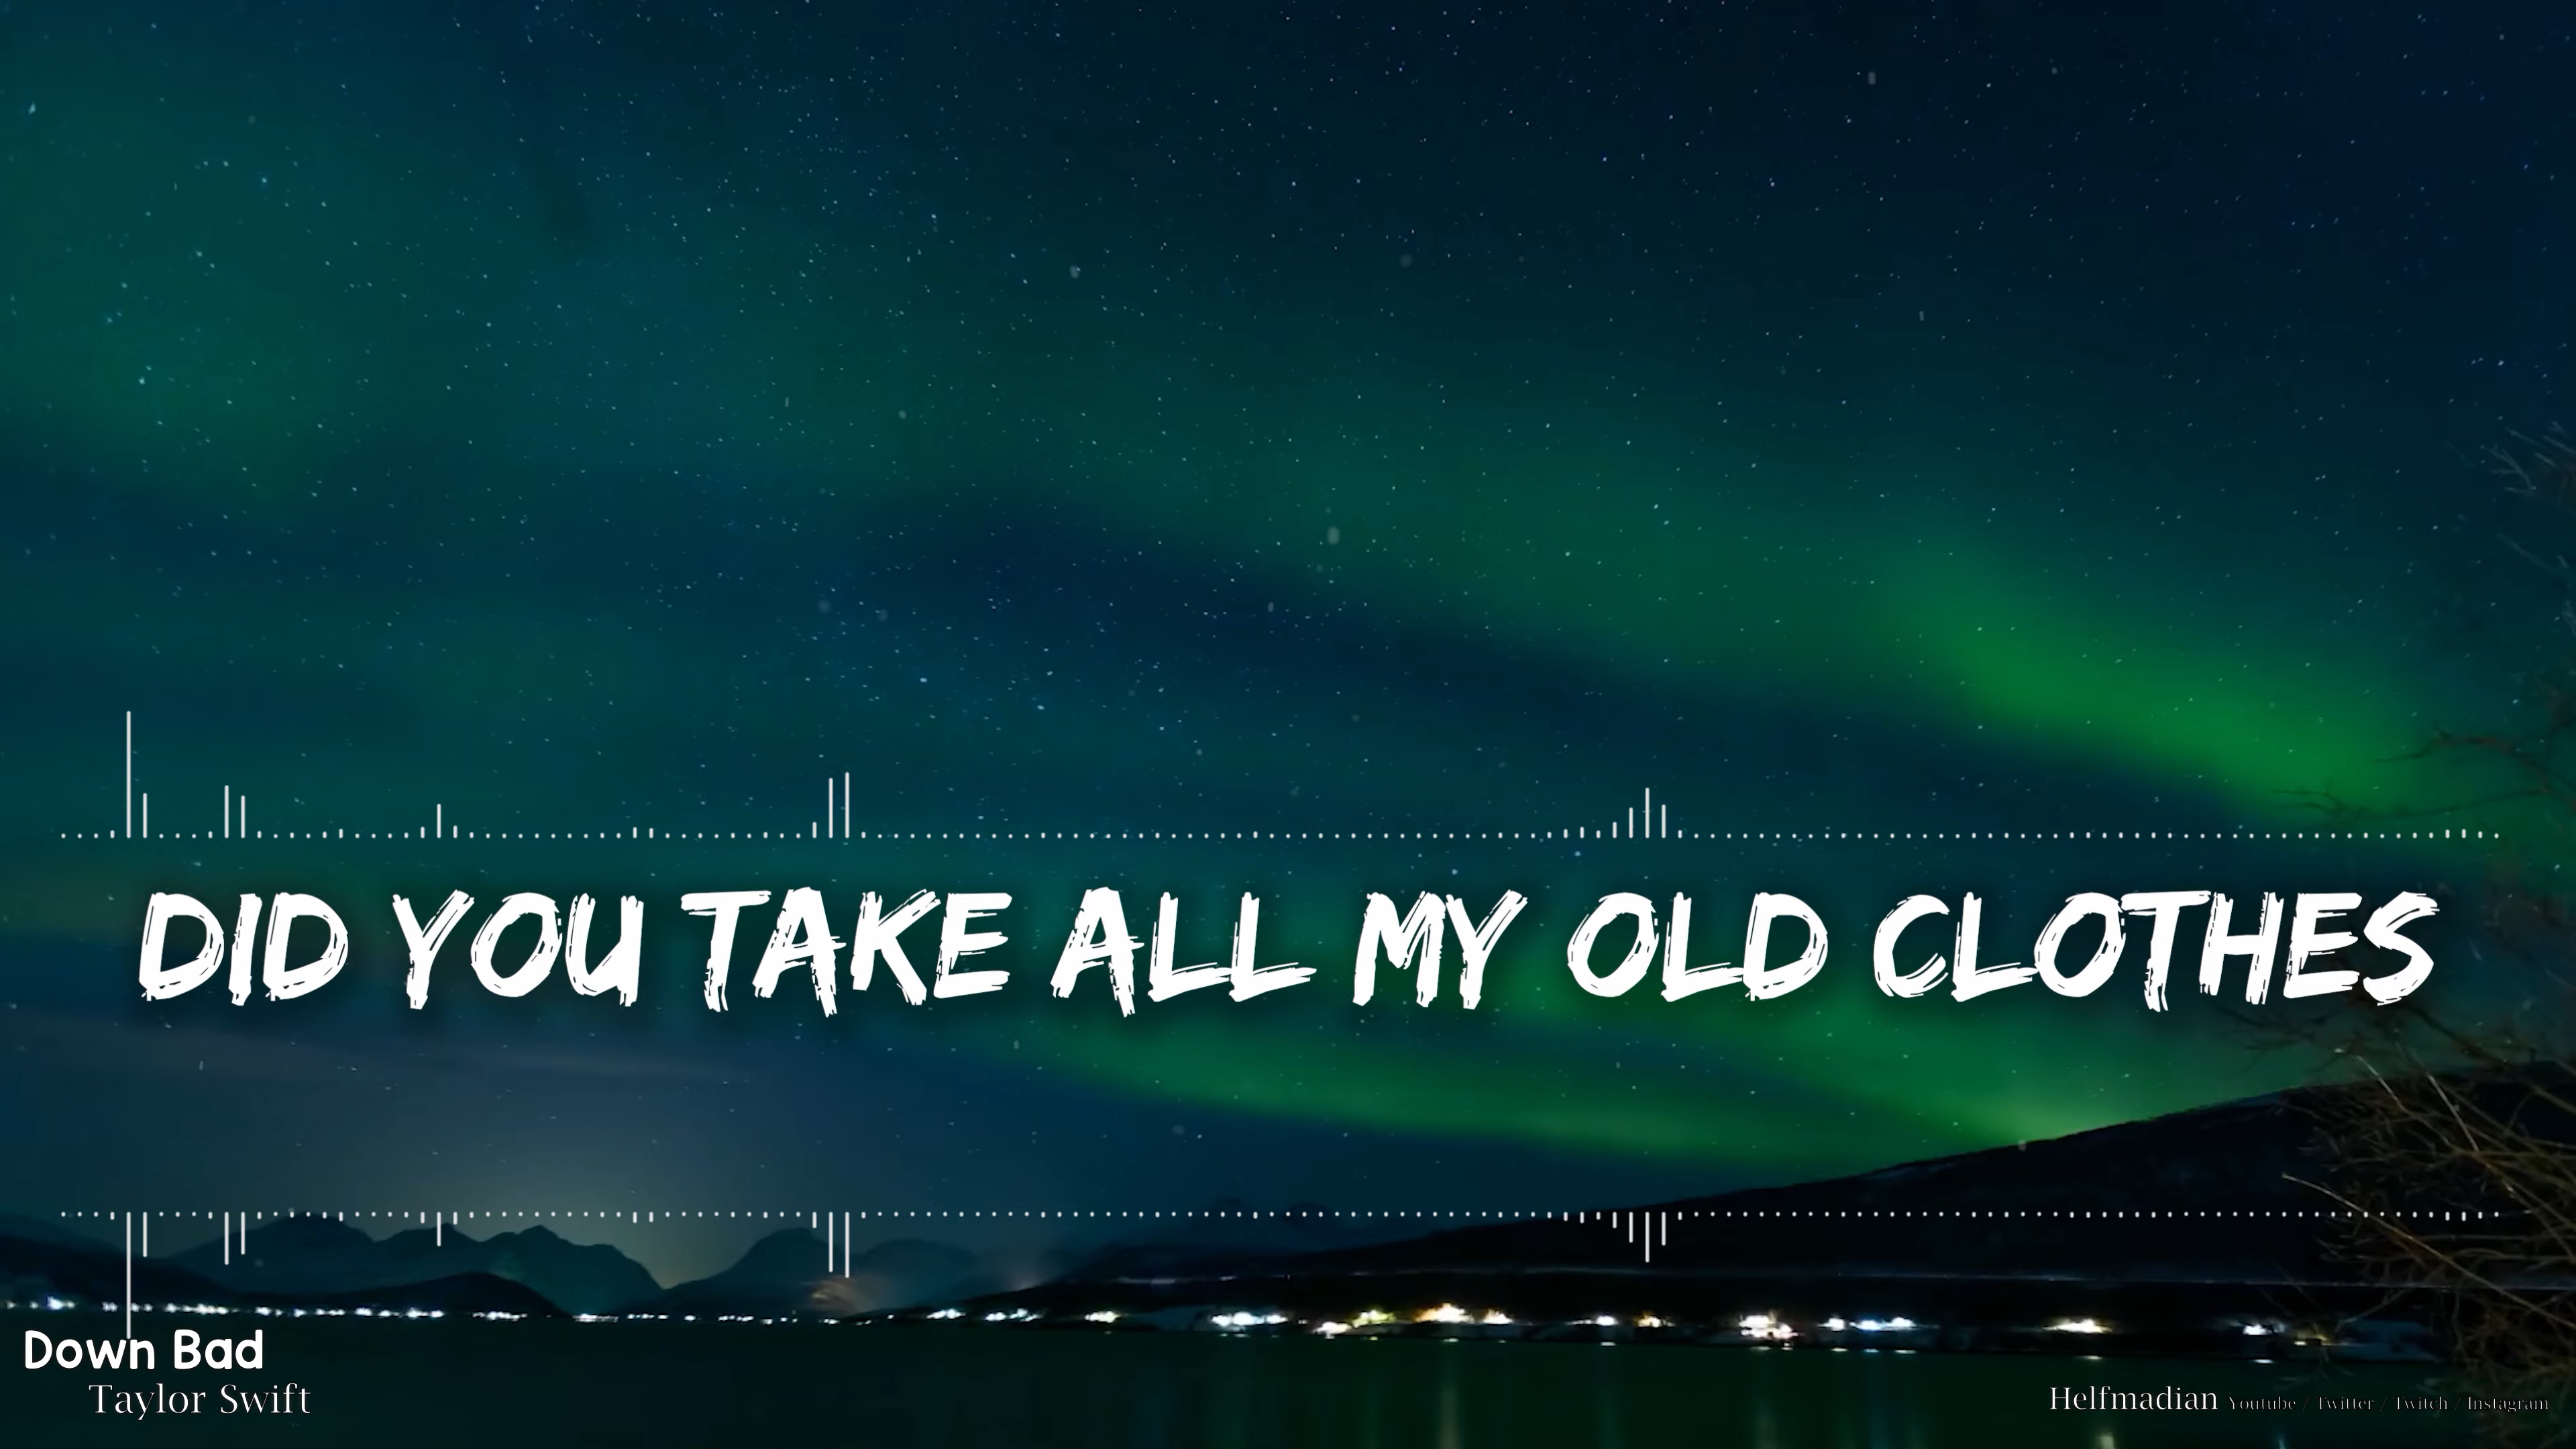 DID YOU TAKE ALL MY OLD CLOTHES
Down Bad
Taylor Swift
Helfmadian Youtube / Twitter / Twitch / Instagram